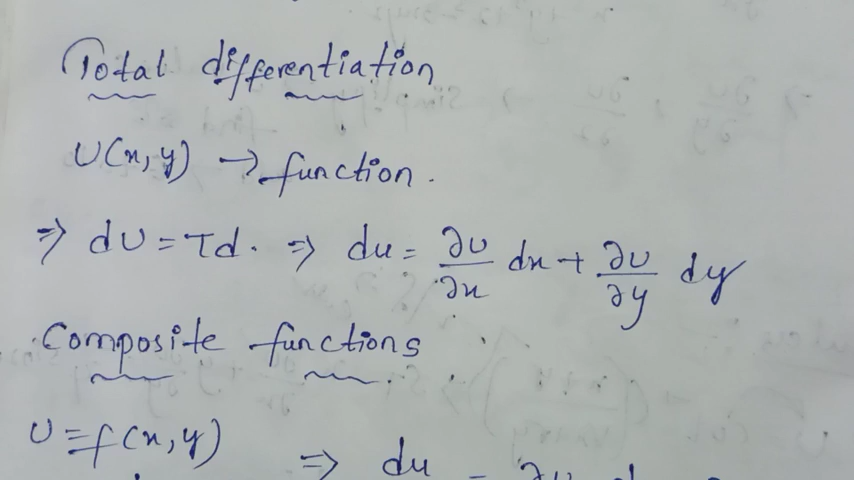 Total differentiation
U(x,y) → function.
⇒ dU = Td. ⇒ du = ∂U/∂x dx + ∂U/∂y dy
Composite functions
U = f(x,y)
⇒ du